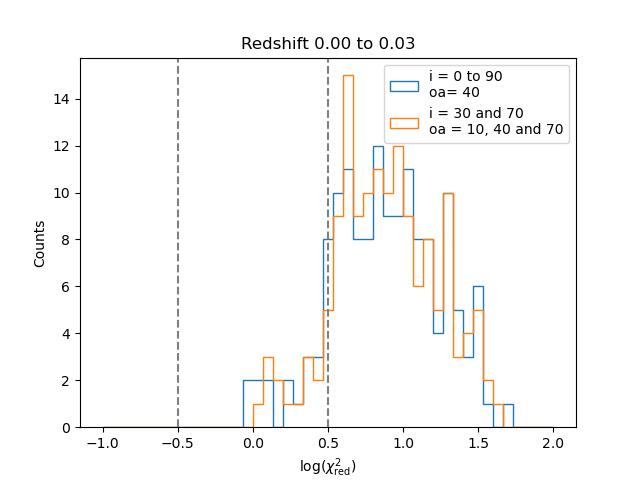 Redshift 0.00 to 0.03
i = 0 to 90
oa= 40
i = 30 and 70
oa = 10, 40 and 70
14
12
10
8
6
4
2
0
Counts
−1.0 −0.5 0.0 0.5 1.0 1.5 2.0
log(χ²red)